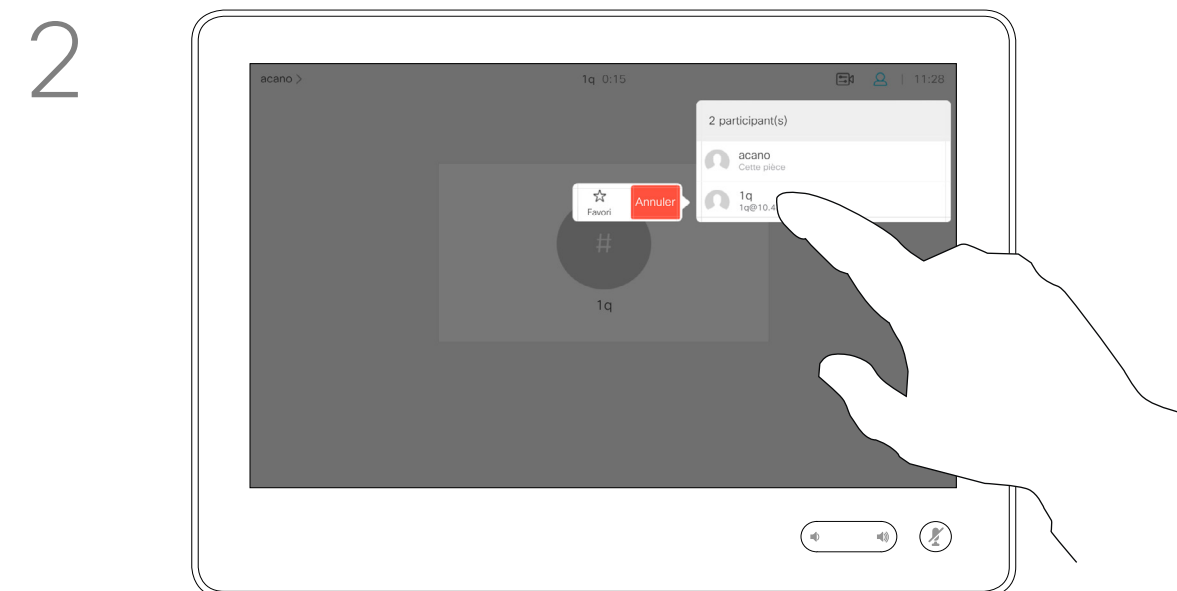 2
acano >
1q 0:15
11:28
2 participant(s)
acano
Cette pièce
1q
1q@10.4
Favori
Annuler
#
1q